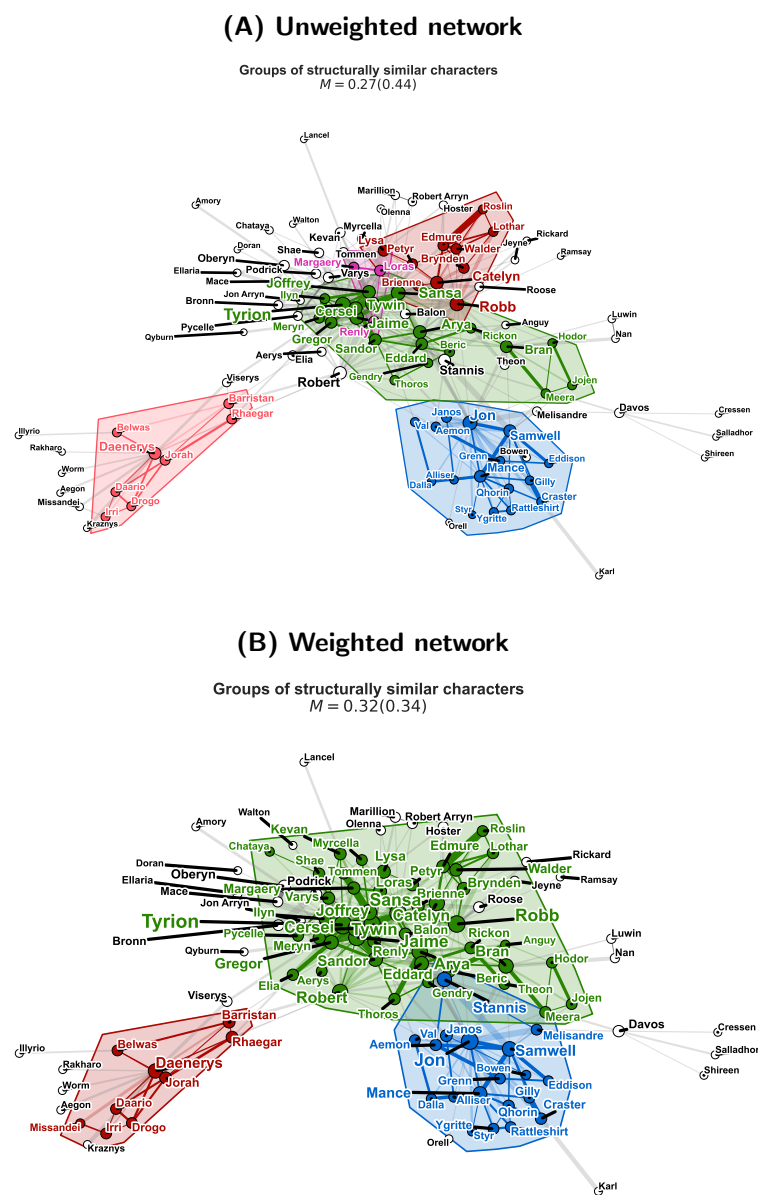 (A) Unweighted network
Groups of structurally similar characters
M = 0.27(0.44)
Lancel
Marillion
Robert Arryn
Amory
Olenna
Hoster
Roslin
Walton
Myrcella
Chataya
Kevan
Lysa
Edmure
Lothar
Rickard
Doran
Shae
Tommen
Petyr
Walder
Jeyne
Oberyn
Margaery
Loras
Brynden
Ramsay
Ellaria
Podrick
Varys
Catelyn
Mace
Joffrey
Brienne
Sansa
Roose
Jon Arryn
Ilyn
Bronn
Tywin
Robb
Tyrion
Cersei
Balon
Luwin
Pycelle
Meryn
Jaime
Arya
Anguy
Qyburn
Gregor
Renly
Rickon
Hodor
Nan
Sandor
Beric
Bran
Aerys
Elia
Eddard
Theon
Stannis
Viserys
Robert
Gendry
Thoros
Jojen
Barristan
Meera
Rhaegar
Janos
Jon
Melisandre
Davos
Cressen
Illyrio
Belwas
Val
Aemon
Samwell
Salladhor
Rakharo
Daenerys
Jorah
Grenn
Bowen
Shireen
Worm
Mance
Eddison
Aegon
Daario
Alliser
Dalla
Gilly
Missandei
Drogo
Qhorin
Craster
Irri
Styr
Rattleshirt
Kraznys
Orell
Ygritte
Karl
(B) Weighted network
Groups of structurally similar characters
M = 0.32(0.34)
Lancel
Walton
Marillion
Robert Arryn
Amory
Kevan
Olenna
Hoster
Roslin
Chataya
Myrcella
Edmure
Lothar
Doran
Shae
Lysa
Rickard
Oberyn
Tommen
Petyr
Walder
Ellaria
Podrick
Loras
Brynden
Jeyne
Ramsay
Mace
Margaery
Varys
Brienne
Jon Arryn
Sansa
Roose
Ilyn
Joffrey
Catelyn
Robb
Tyrion
Cersei
Tywin
Balon
Luwin
Bronn
Pycelle
Jaime
Rickon
Anguy
Qyburn
Meryn
Renly
Bran
Nan
Gregor
Sandor
Arya
Hodor
Elia
Aerys
Eddard
Beric
Theon
Viserys
Robert
Gendry
Stannis
Jojen
Barristan
Thoros
Meera
Rhaegar
Val
Janos
Melisandre
Davos
Cressen
Illyrio
Belwas
Aemon
Jon
Samwell
Salladhor
Rakharo
Daenerys
Bowen
Shireen
Worm
Jorah
Grenn
Eddison
Mance
Gilly
Aegon
Daario
Dalla
Alliser
Craster
Missandei
Irri
Drogo
Ygritte
Qhorin
Rattleshirt
Kraznys
Orell
Styr
Karl